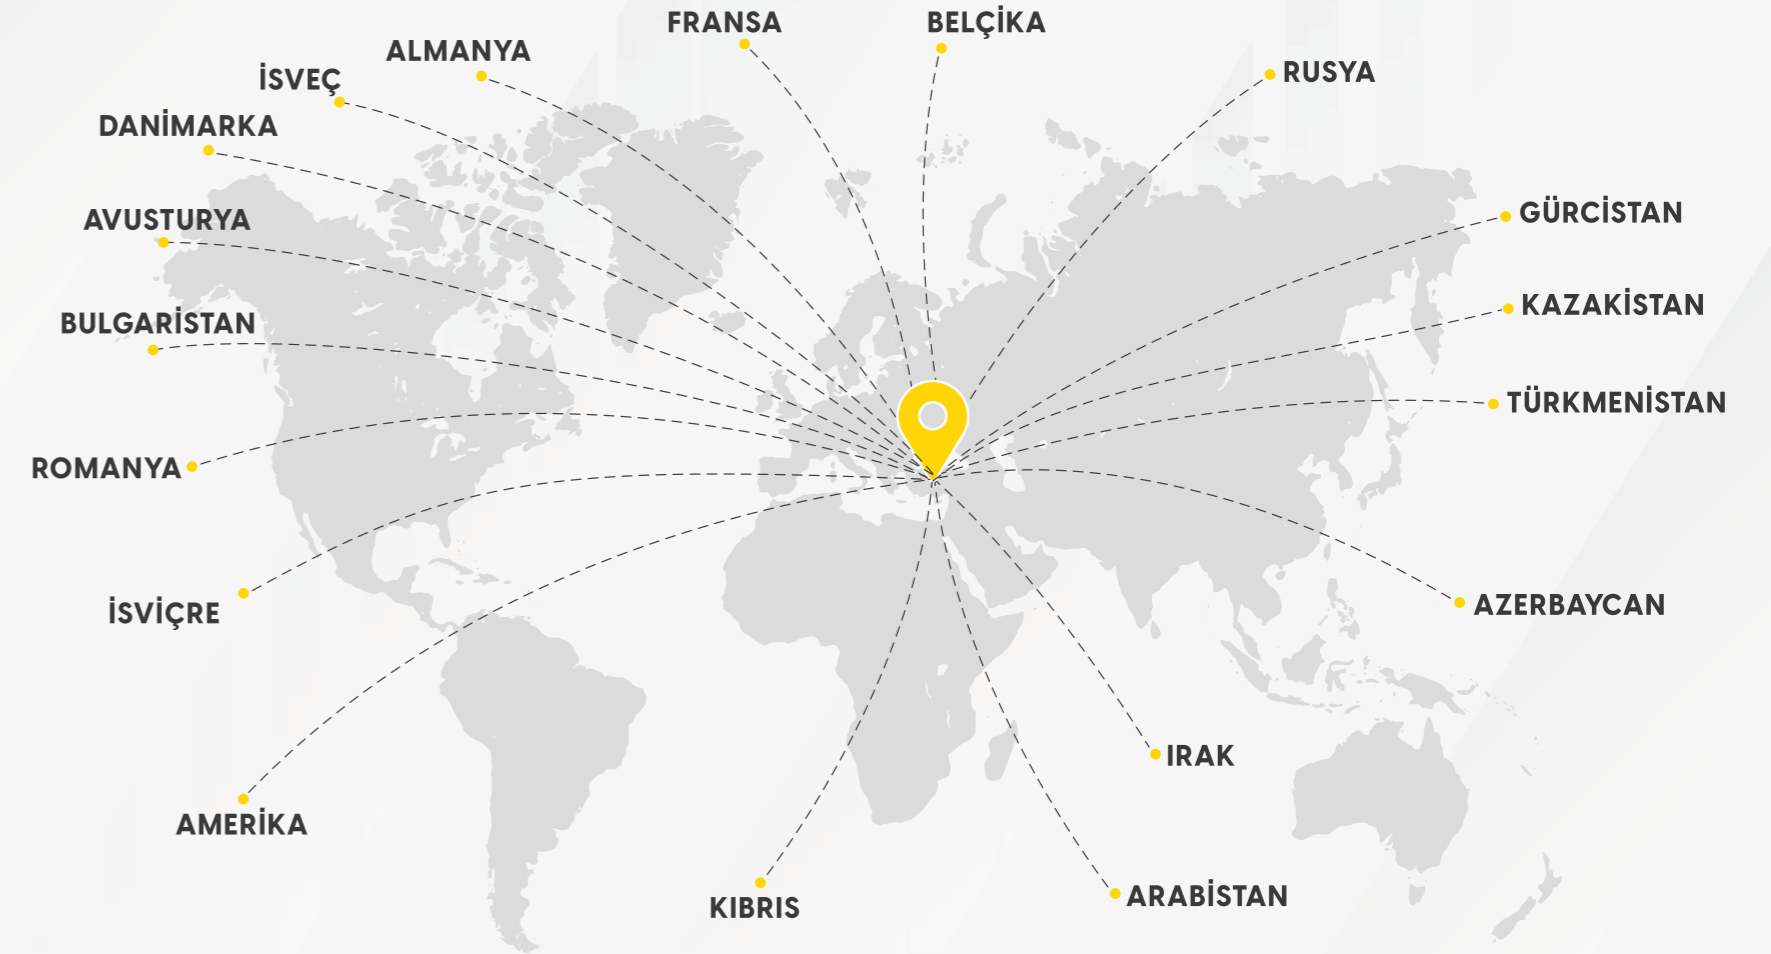 FRANSA
BELÇİKA
ALMANYA
RUSYA
İSVEÇ
DANİMARKA
GÜRCİSTAN
AVUSTURYA
KAZAKİSTAN
BULGARİSTAN
TÜRKMENİSTAN
ROMANYA
AZERBAYCAN
İSVİÇRE
IRAK
AMERİKA
ARABİSTAN
KIBRIS